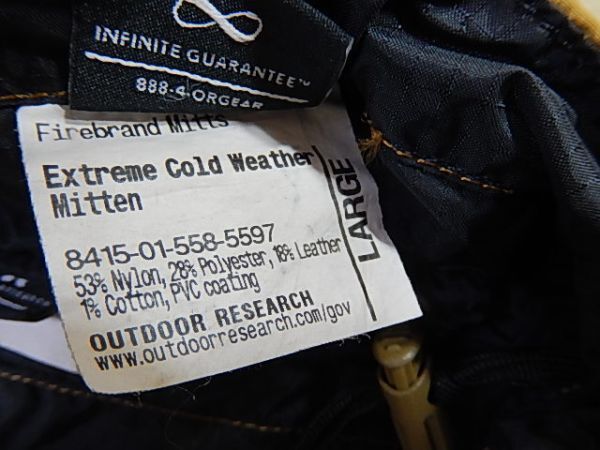 INFINITE GUARANTEE™
888-4-ORGEAR
Firebrand Mitts
Extreme Cold Weather
Mitten
8415-01-558-5597
53% Nylon, 28% Polyester, 18% Leather
1% Cotton, PVC coating
OUTDOOR RESEARCH
www.outdoorresearch.com/gov
LARGE